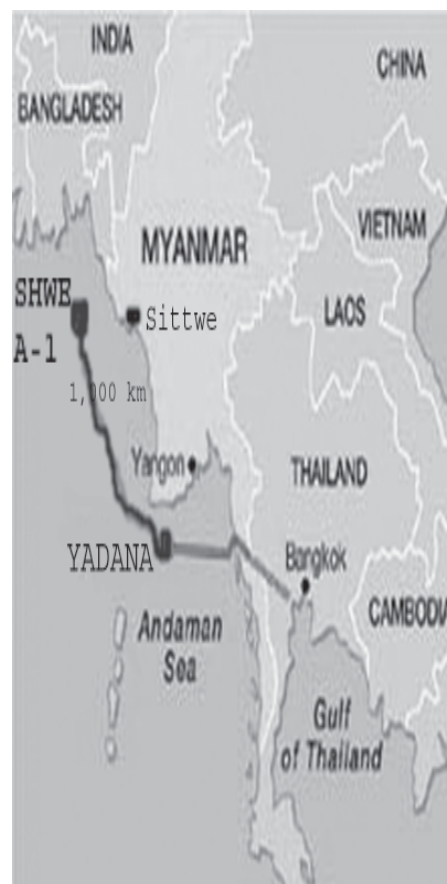 INDIA
CHINA
BANGLADESH
VIETNAM
MYANMAR
SHWE
A-1
Sittwe
LAOS
1,000 km
Yangon
THAILAND
YADANA
Bangkok
CAMBODIA
Andaman
Sea
Gulf
of Thailand